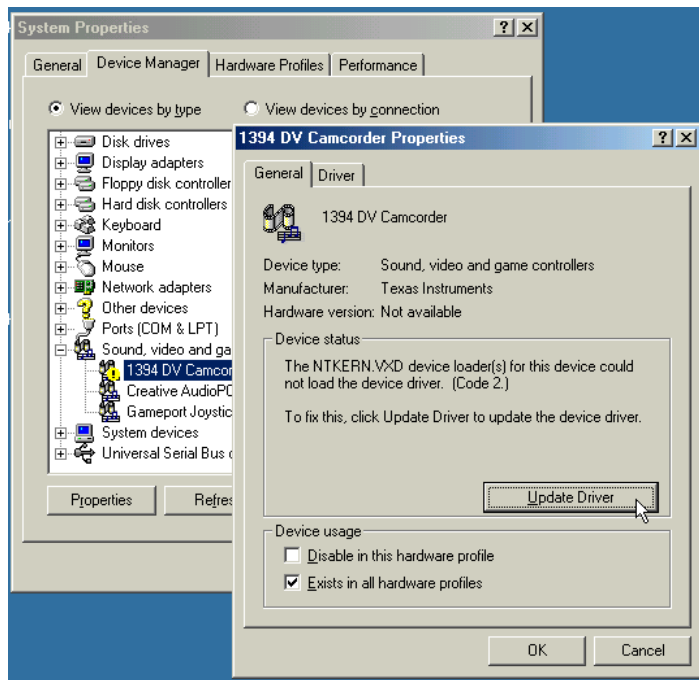 System Properties
General Device Manager Hardware Profiles Performance
View devices by type View devices by connection
Disk drives
Display adapters
Floppy disk controller
Hard disk controllers
Keyboard
Monitors
Mouse
Network adapters
Other devices
Ports (COM & LPT)
Sound, video and ga
1394 DV Camcor
Creative AudioPC
Gameport Joystic
System devices
Universal Serial Bus c
Properties Refres
1394 DV Camcorder Properties
General Driver
1394 DV Camcorder
Device type: Sound, video and game controllers
Manufacturer: Texas Instruments
Hardware version: Not available
Device status
The NTKERN.VXD device loader(s) for this device could
not load the device driver. (Code 2.)
To fix this, click Update Driver to update the device driver.
Update Driver
Device usage
Disable in this hardware profile
Exists in all hardware profiles
OK Cancel